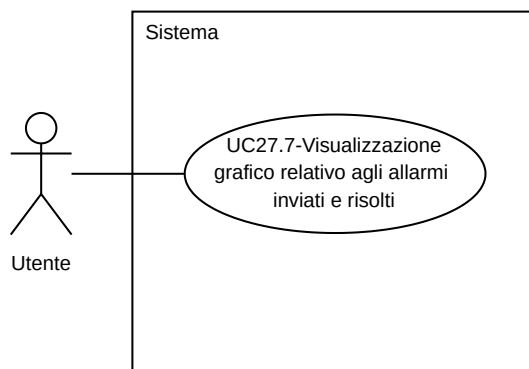 Sistema
UC27.7-Visualizzazione
grafico relativo agli allarmi
inviati e risolti
Utente